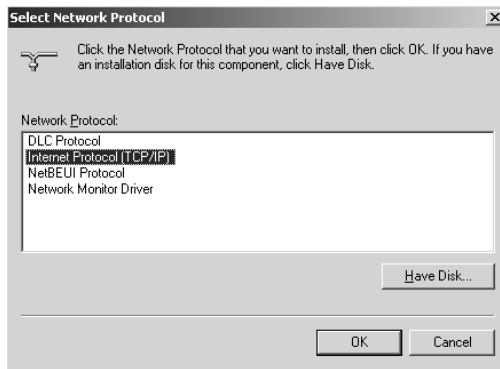 Select Network Protocol
Click the Network Protocol that you want to install, then click OK. If you have
an installation disk for this component, click Have Disk.
Network Protocol:
DLC Protocol
Internet Protocol (TCP/IP)
NetBEUI Protocol
Network Monitor Driver
Have Disk...
OK
Cancel